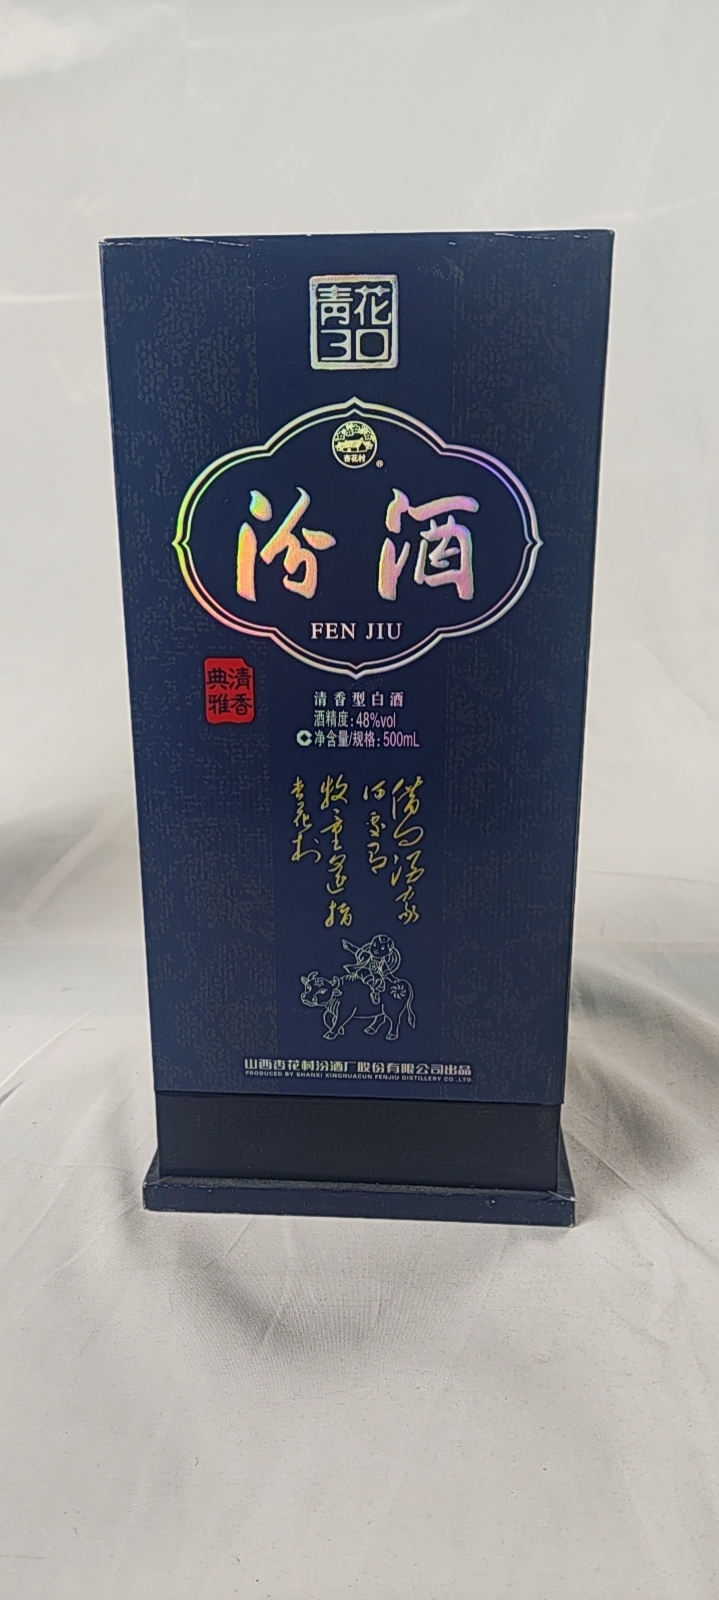 青花
30
杏花村
®
汾酒
FEN JIU
清香
典雅
清香型白酒
酒精度:48%vol
C净含量/规格:500mL
借问酒家
何处有
牧童遥指
杏花村
山西杏花村汾酒厂股份有限公司出品
PRODUCED BY SHANXI XINGHUACUN FENJIU DISTILLERY CO.,LTD.